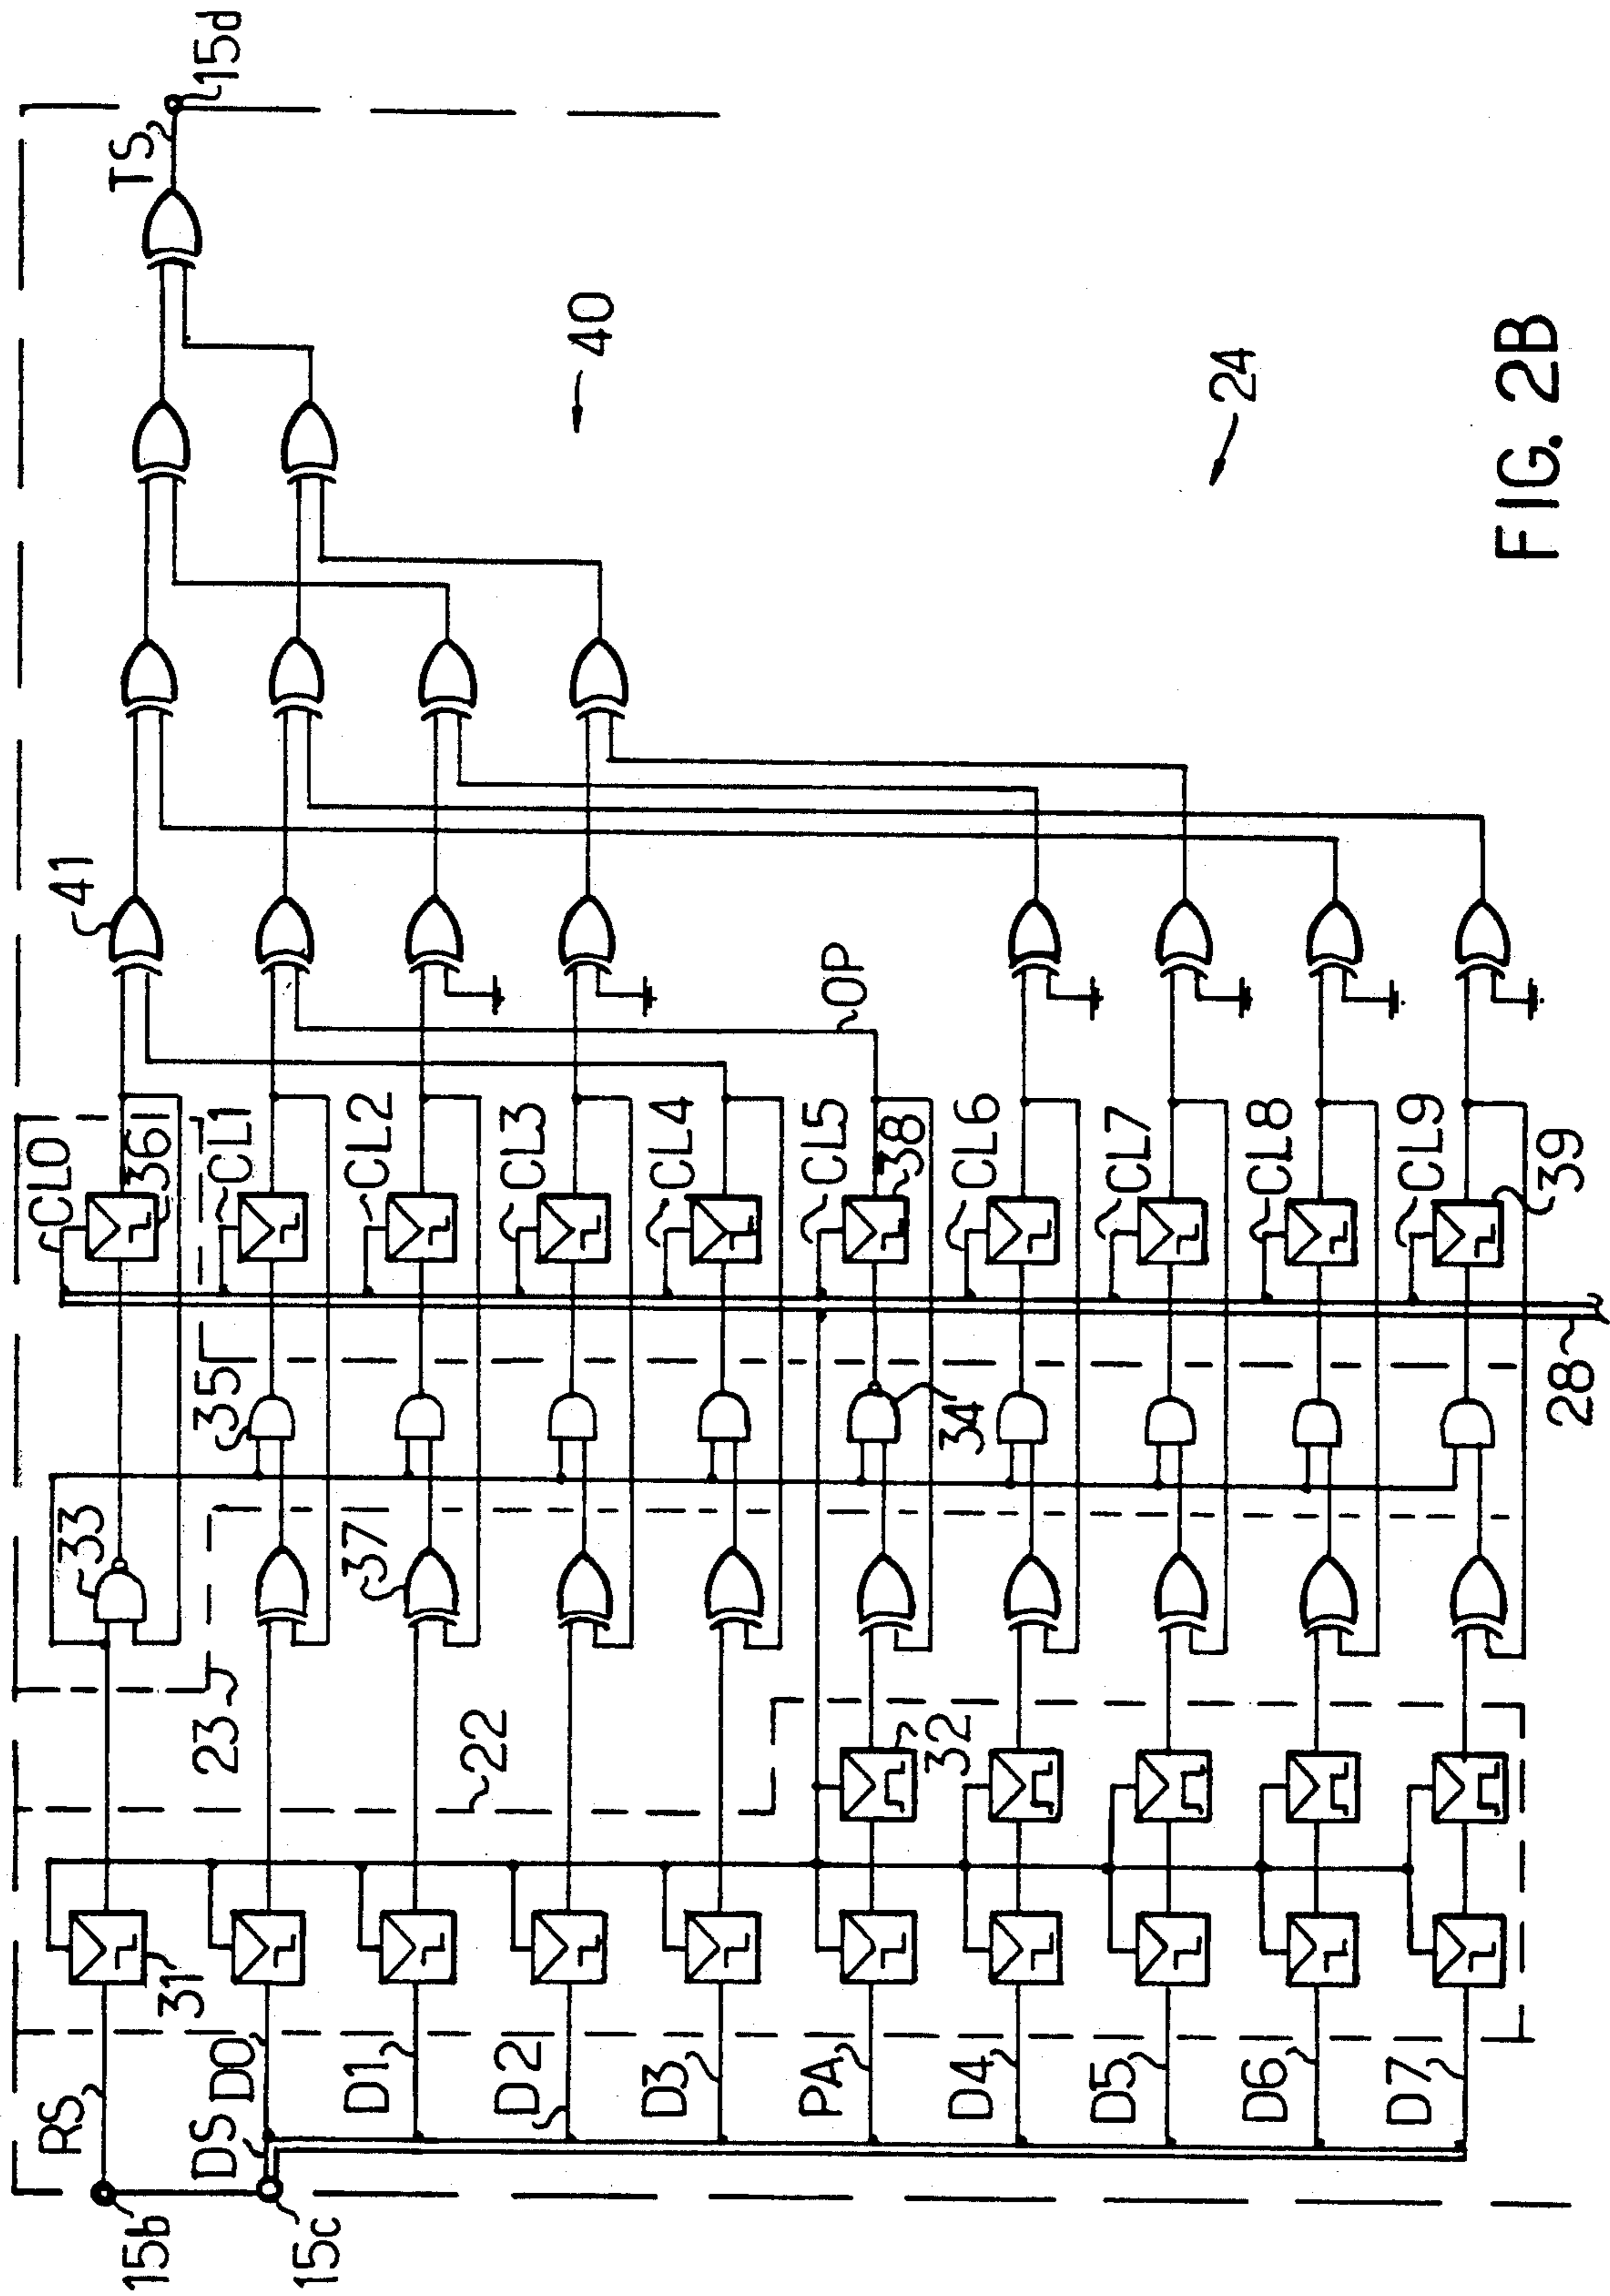 15b
RS
31
33
CL0
361
41
TS
15d
15c
DS
D0
23
35
CL1
D1
22
37
CL2
40
D2
CL3
D3
CL4
PA
32
34
CL5
38
OP
D4
CL6
D5
CL7
24
D6
CL8
D7
CL9
39
28
FIG. 2B